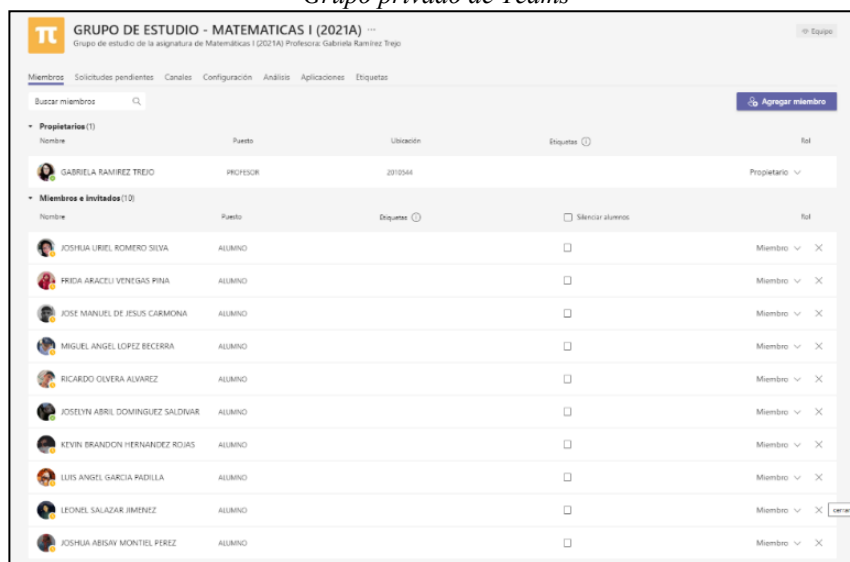 Grupo privado de Teams
π
GRUPO DE ESTUDIO - MATEMATICAS I (2021A) ...
Equipo
Grupo de estudio de la asignatura de Matemáticas I (2021A) Profesora: Gabriela Ramírez Trejo
Miembros Solicitudes pendientes Canales Configuración Análisis Aplicaciones Etiquetas
Buscar miembros
Agregar miembro
Propietarios (1)
Nombre Puesto Ubicación Etiquetas Rol
GABRIELA RAMIREZ TREJO PROFESOR 2010544 Propietario
Miembros e invitados (10)
Nombre Puesto Etiquetas Silenciar alumnos Rol
JOSHUA URIEL ROMERO SILVA ALUMNO Miembro
FRIDA ARACELI VENEGAS PINA ALUMNO Miembro
JOSE MANUEL DE JESUS CARMONA ALUMNO Miembro
MIGUEL ANGEL LOPEZ BECERRA ALUMNO Miembro
RICARDO OLVERA ALVAREZ ALUMNO Miembro
JOSELYN ABRIL DOMINGUEZ SALDIVAR ALUMNO Miembro
KEVIN BRANDON HERNANDEZ ROJAS ALUMNO Miembro
LUIS ANGEL GARCIA PADILLA ALUMNO Miembro
LEONEL SALAZAR JIMENEZ ALUMNO Miembro
JOSHUA ABISAY MONTIEL PEREZ ALUMNO Miembro